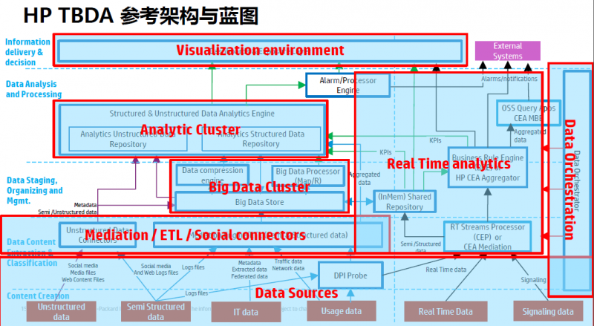 HP TBDA 参考架构与蓝图
Information
delivery &
decision
Visualization environment
External
Systems
Data Analysis
and Processing
Alarm/Processor
Engine
Alarms/notifications
Structured & Unstructured Data Analytics Engine
Analytic Cluster
Analytics Unstructured Data
Repository
Analytics Structured Data
Repository
KPIs
KPIs
Real Time analytics
OSS Query Apps
CEA MBB
Aggregated
data
Business Rule Engine
HP CEA Aggregator
Data Orchestration
Data Orchestrator
Data Staging,
Organizing and
Mgmt.
Data compression
engine
Big Data Processor
Big Data Cluster
Big Data Store
Aggregated
data
(InMem) Shared
Repository
Metadata
Semi /Unstructured data
Unstructured Data
Connectors
Mediation / ETL / Social connectors
Semi /Structured
data
RT Streams Processor
(CEP) or
CEA Mediation
Data Content
Extraction &
Classification
Social media
Media files
Web Content Files
Social media
And Web Logs Files
Logs files
Metadata
Extracted data
Federated data
Traffic data
Network data
DPI Probe
Real Time data
Signaling
Logs files
Data Sources
Content Creation
Unstructured
data
Semi Structured
data
IT data
Usage data
Real Time Data
Signaling data